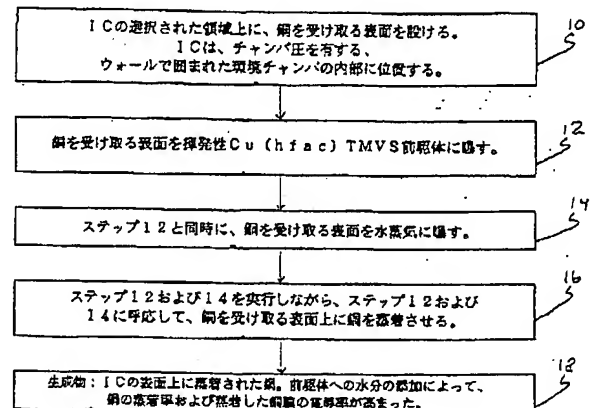 ICの選択された領域上に、銅を受け取る表面を設ける。
ICは、チャンバ圧を有する、
ウォールで囲まれた環境チャンバの内部に位置する。
10
銅を受け取る表面を揮発性Cu(hfac)TMVS前駆体に曝す。
12
ステップ12と同時に、銅を受け取る表面を水蒸気に曝す。
14
ステップ12および14を実行しながら、ステップ12および
14に呼応して、銅を受け取る表面上に銅を蒸着させる。
16
生成物:ICの表面上に蒸着された銅。前駆体への水分の添加によって、
銅の蒸着率および蒸着した銅膜の電導率が高まった。
18